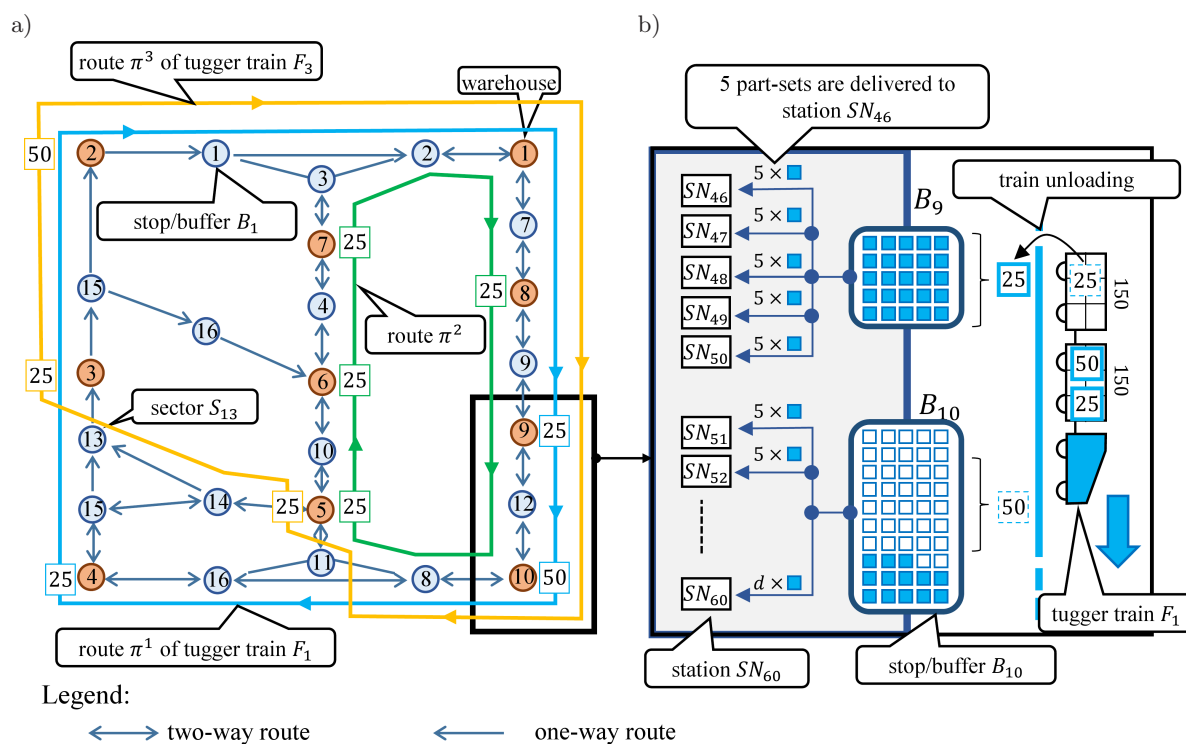 a)
route π³ of tugger train F₃
warehouse
50
2
1
2
1
3
stop/buffer B₁
7
25
7
15
4
25
8
16
route π²
3
25
6
25
9
sector S₁₃
13
10
9
25
15
14
25
5
25
12
11
25
4
16
8
10
50
route π¹ of tugger train F₁
Legend:
two-way route
one-way route
b)
5 part-sets are delivered to
station SN₄₆
train unloading
SN₄₆
5 ×
B₉
SN₄₇
5 ×
SN₄₈
5 ×
SN₄₉
5 ×
SN₅₀
5 ×
25
25
150
50
25
150
B₁₀
SN₅₁
5 ×
SN₅₂
5 ×
50
SN₆₀
d ×
tugger train F₁
station SN₆₀
stop/buffer B₁₀